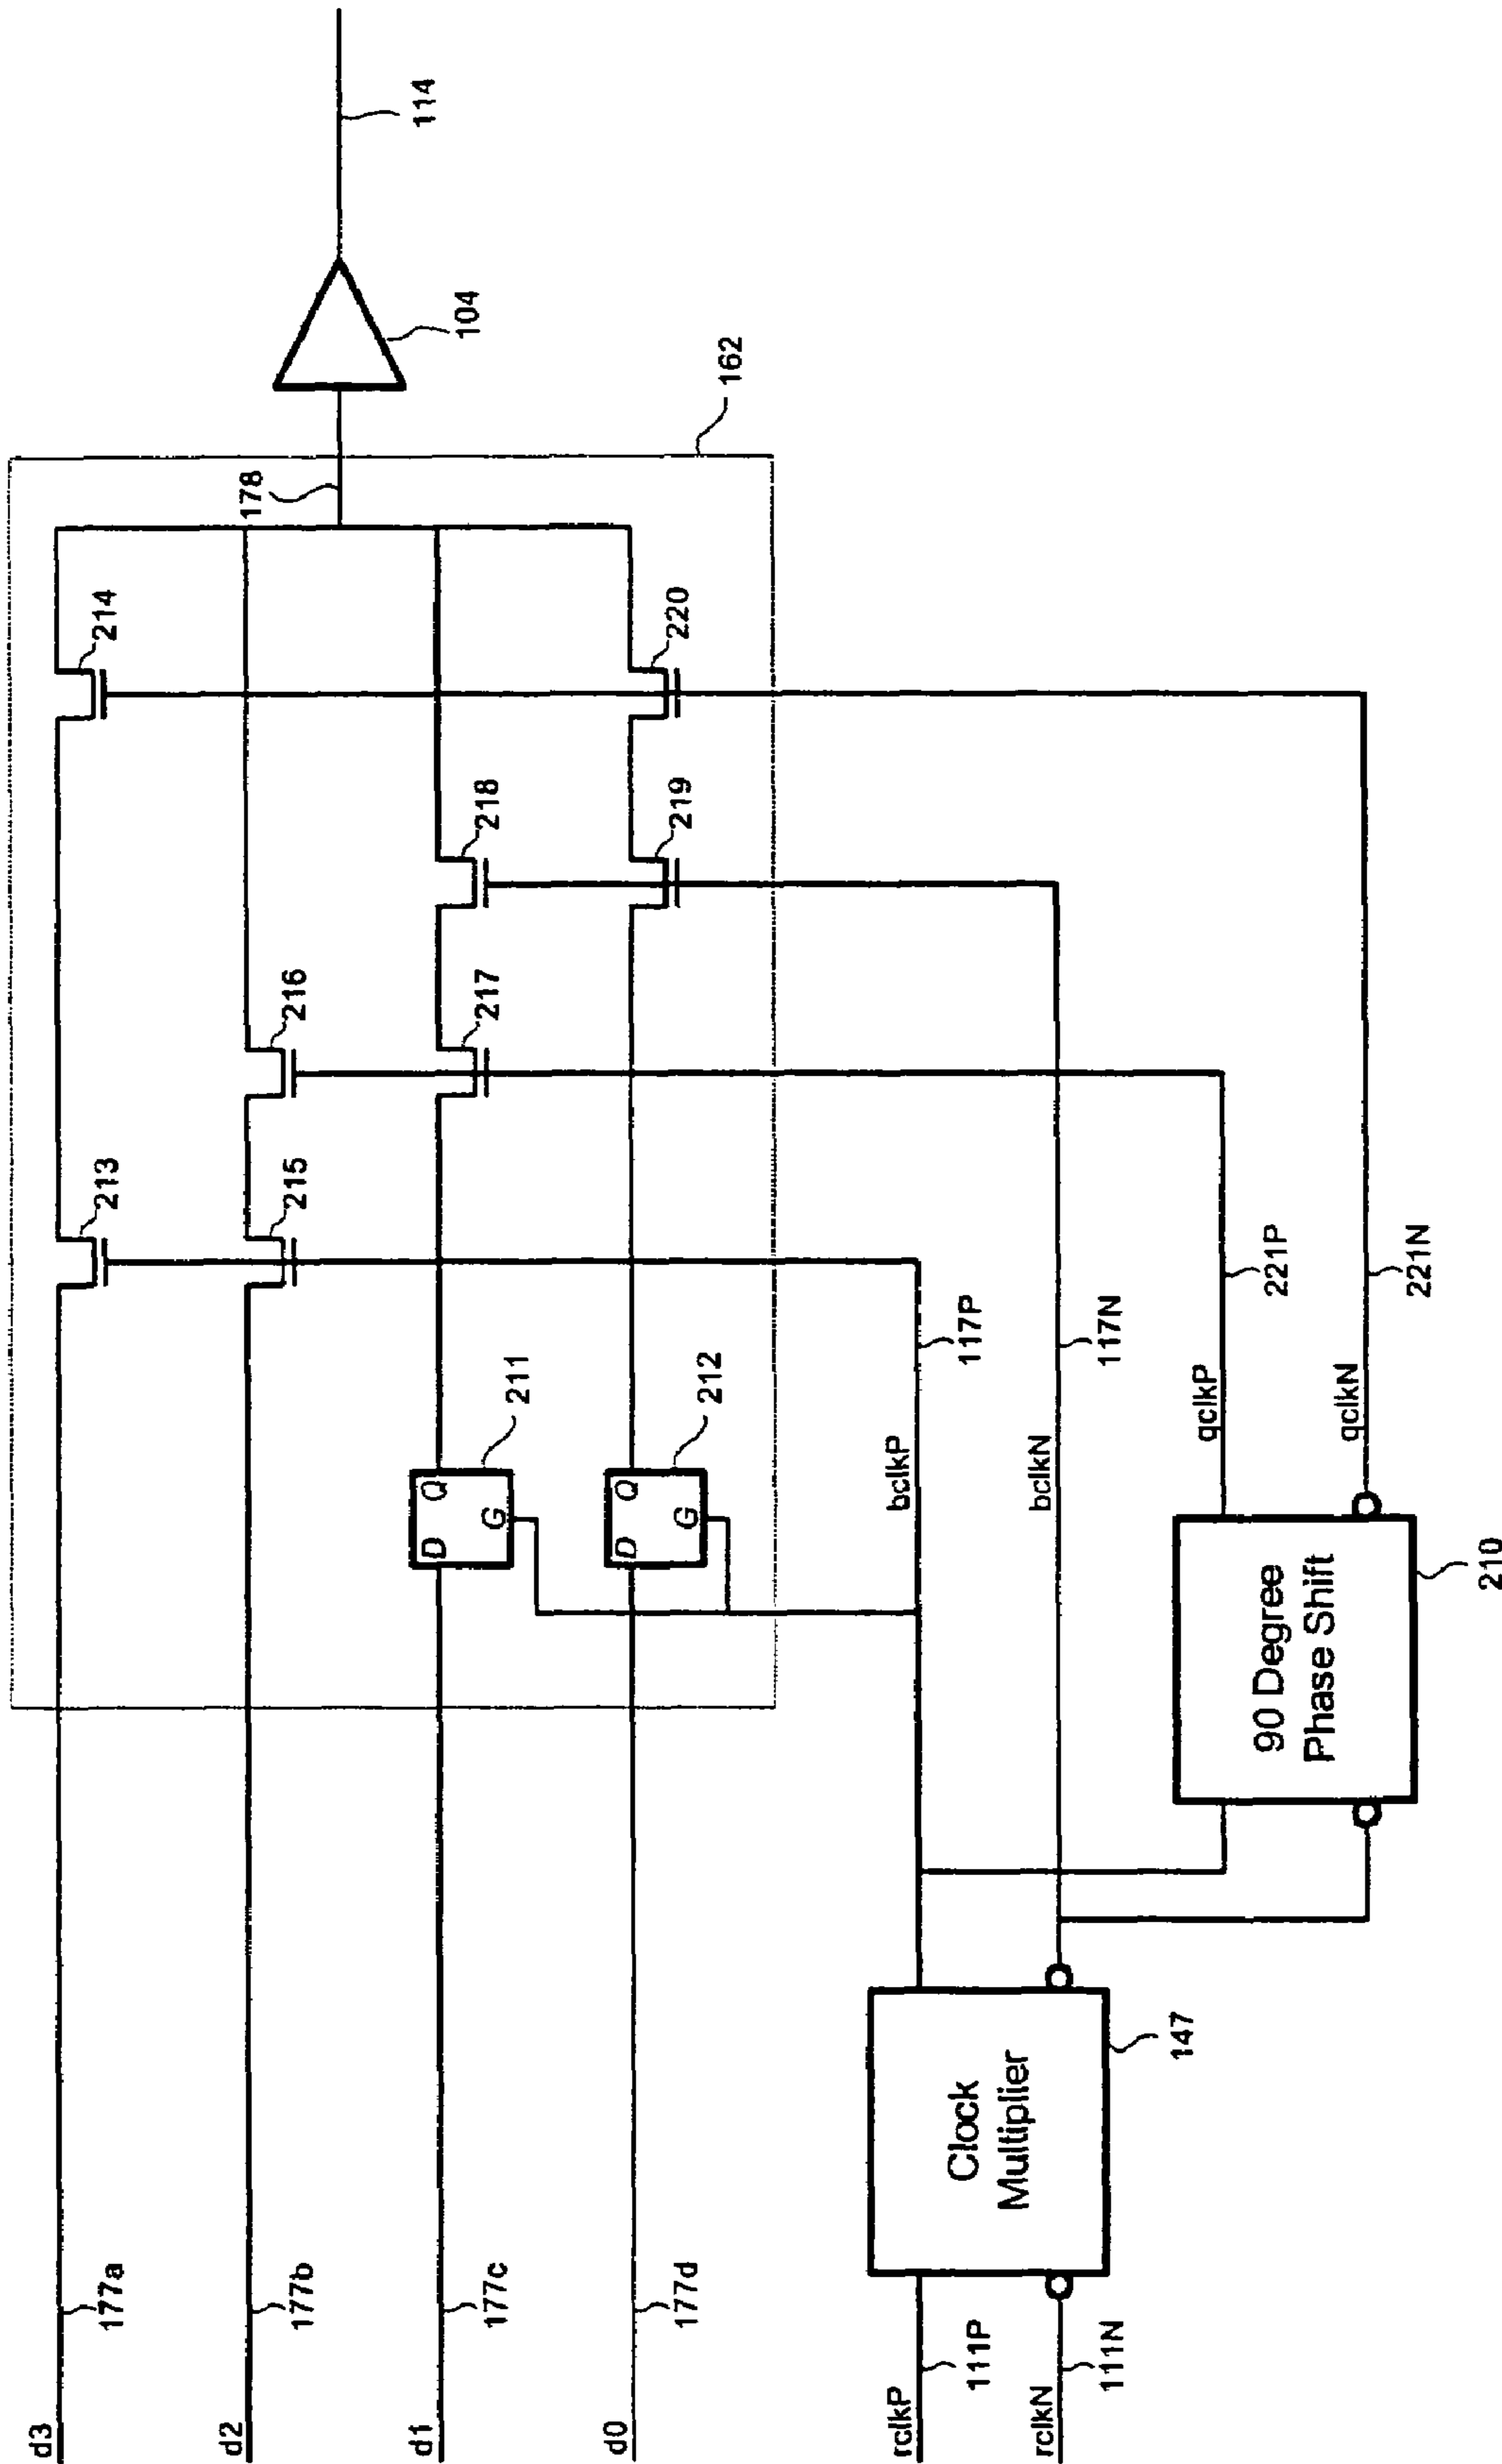 d3
177a
213
214
d2
177b
215
216
178
104
114
d1
177c
D
Q
G
211
217
218
162
d0
177d
D
Q
G
212
219
220
rclkP
111P
rclkN
111N
Clock
Multiplier
147
bclkP
117P
bclkN
117N
90 Degree
Phase Shift
210
qclkP
221P
qclkN
221N